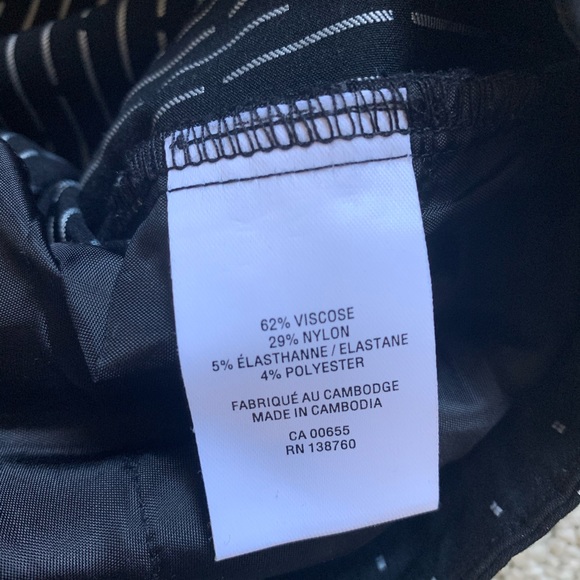 62% VISCOSE
29% NYLON
5% ÉLASTHANNE / ELASTANE
4% POLYESTER
FABRIQUÉ AU CAMBODGE
MADE IN CAMBODIA
CA 00655
RN 138760